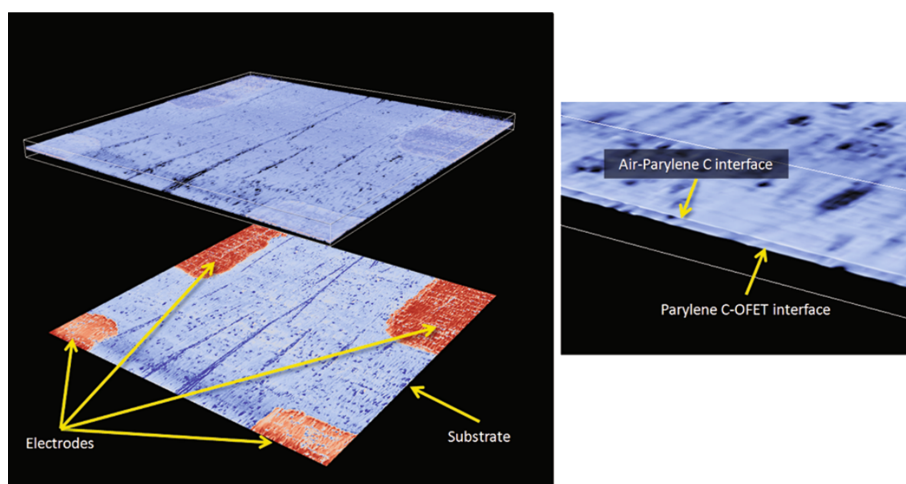 Air-Parylene C interface
Parylene C-OFET interface
Electrodes
Substrate